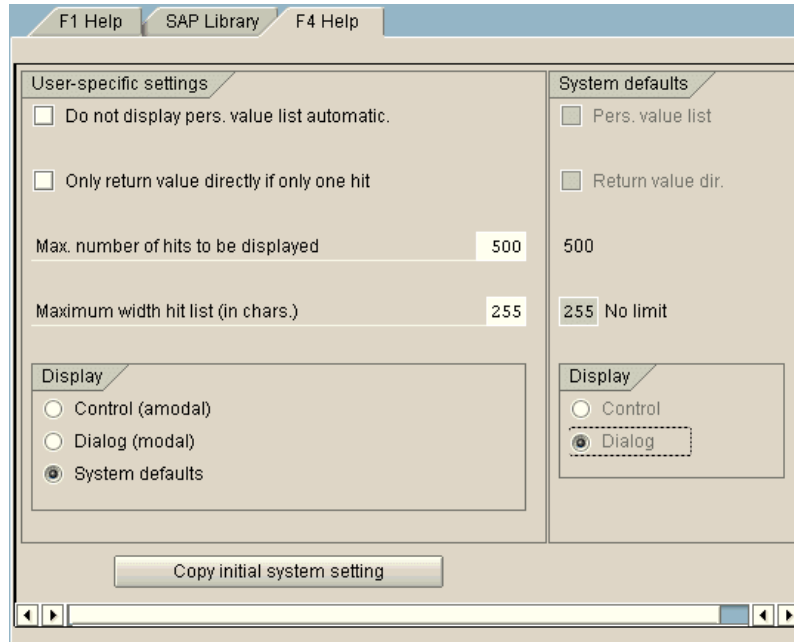 F1 Help SAP Library F4 Help
User-specific settings
Do not display pers. value list automatic.
Only return value directly if only one hit
Max. number of hits to be displayed 500
Maximum width hit list (in chars.) 255
Display
Control (amodal)
Dialog (modal)
System defaults
System defaults
Pers. value list
Return value dir.
500
255 No limit
Display
Control
Dialog
Copy initial system setting